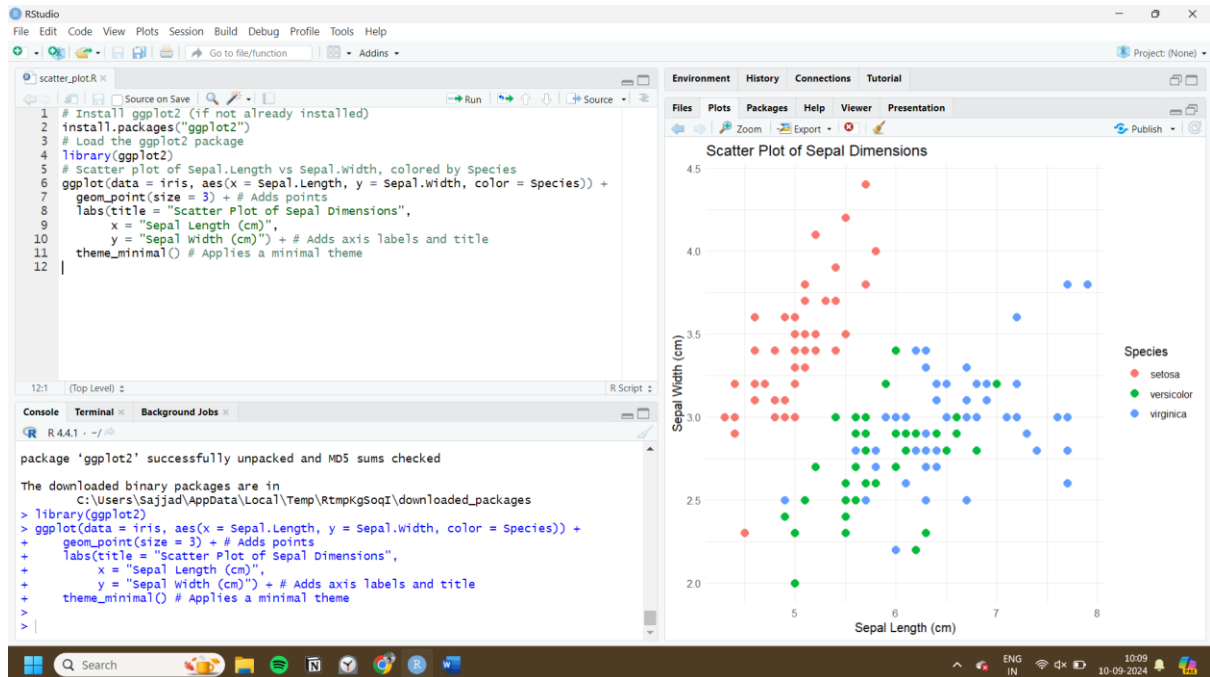 RStudio
File Edit Code View Plots Session Build Debug Profile Tools Help
Go to file/function Addins Project: (None)
scatter_plot.R
Source on Save Run Source
1 # Install ggplot2 (if not already installed)
2 install.packages("ggplot2")
3 # Load the ggplot2 package
4 library(ggplot2)
5 # Scatter plot of Sepal.Length vs Sepal.Width, colored by Species
6 ggplot(data = iris, aes(x = Sepal.Length, y = Sepal.Width, color = Species)) +
7 geom_point(size = 3) + # Adds points
8 labs(title = "Scatter Plot of Sepal Dimensions",
9 x = "Sepal Length (cm)",
10 y = "Sepal Width (cm)") + # Adds axis labels and title
11 theme_minimal() # Applies a minimal theme
12
12:1 (Top Level) R Script
Console Terminal Background Jobs
R 4.4.1 · ~/
package ‘ggplot2’ successfully unpacked and MD5 sums checked
The downloaded binary packages are in
C:\Users\Sajjad\AppData\Local\Temp\RtmpKgSoqI\downloaded_packages
> library(ggplot2)
> ggplot(data = iris, aes(x = Sepal.Length, y = Sepal.Width, color = Species)) +
+ geom_point(size = 3) + # Adds points
+ labs(title = "Scatter Plot of Sepal Dimensions",
+ x = "Sepal Length (cm)",
+ y = "Sepal Width (cm)") + # Adds axis labels and title
+ theme_minimal() # Applies a minimal theme
>
>
Environment History Connections Tutorial
Files Plots Packages Help Viewer Presentation
Zoom Export Publish
Scatter Plot of Sepal Dimensions
4.5
4.0
3.5
3.0
2.5
2.0
Sepal Width (cm)
5 6 7 8
Sepal Length (cm)
Species
setosa
versicolor
virginica
Search
ENG
IN
10:09
10-09-2024